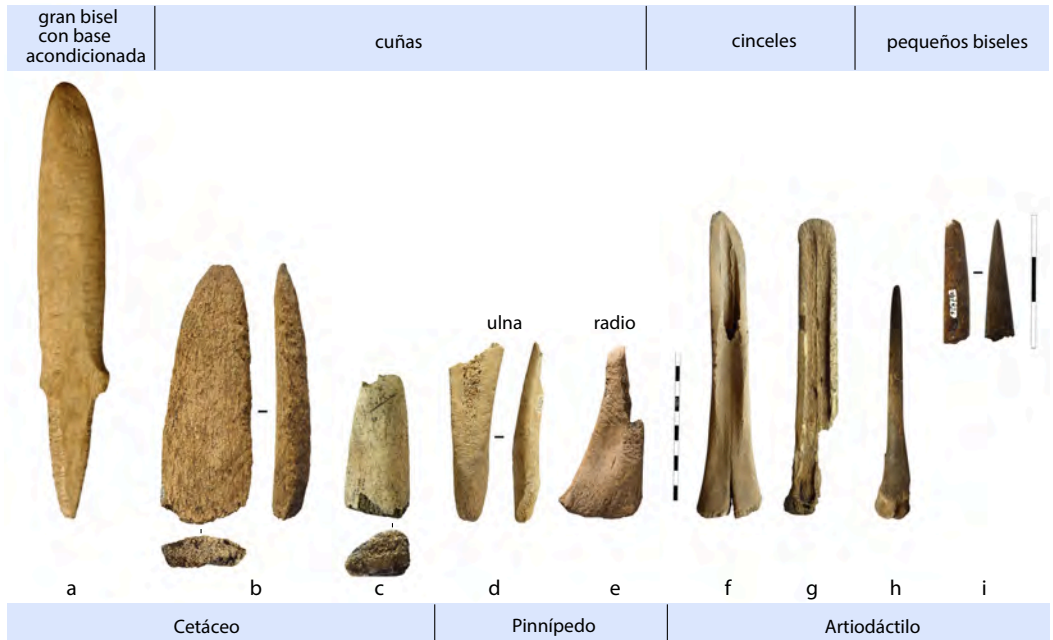 gran bisel
con base
acondicionada
cuñas
cinceles
pequeños biseles
ulna
radio
a
b
c
d
e
f
g
h
i
Cetáceo
Pinnípedo
Artiodáctilo